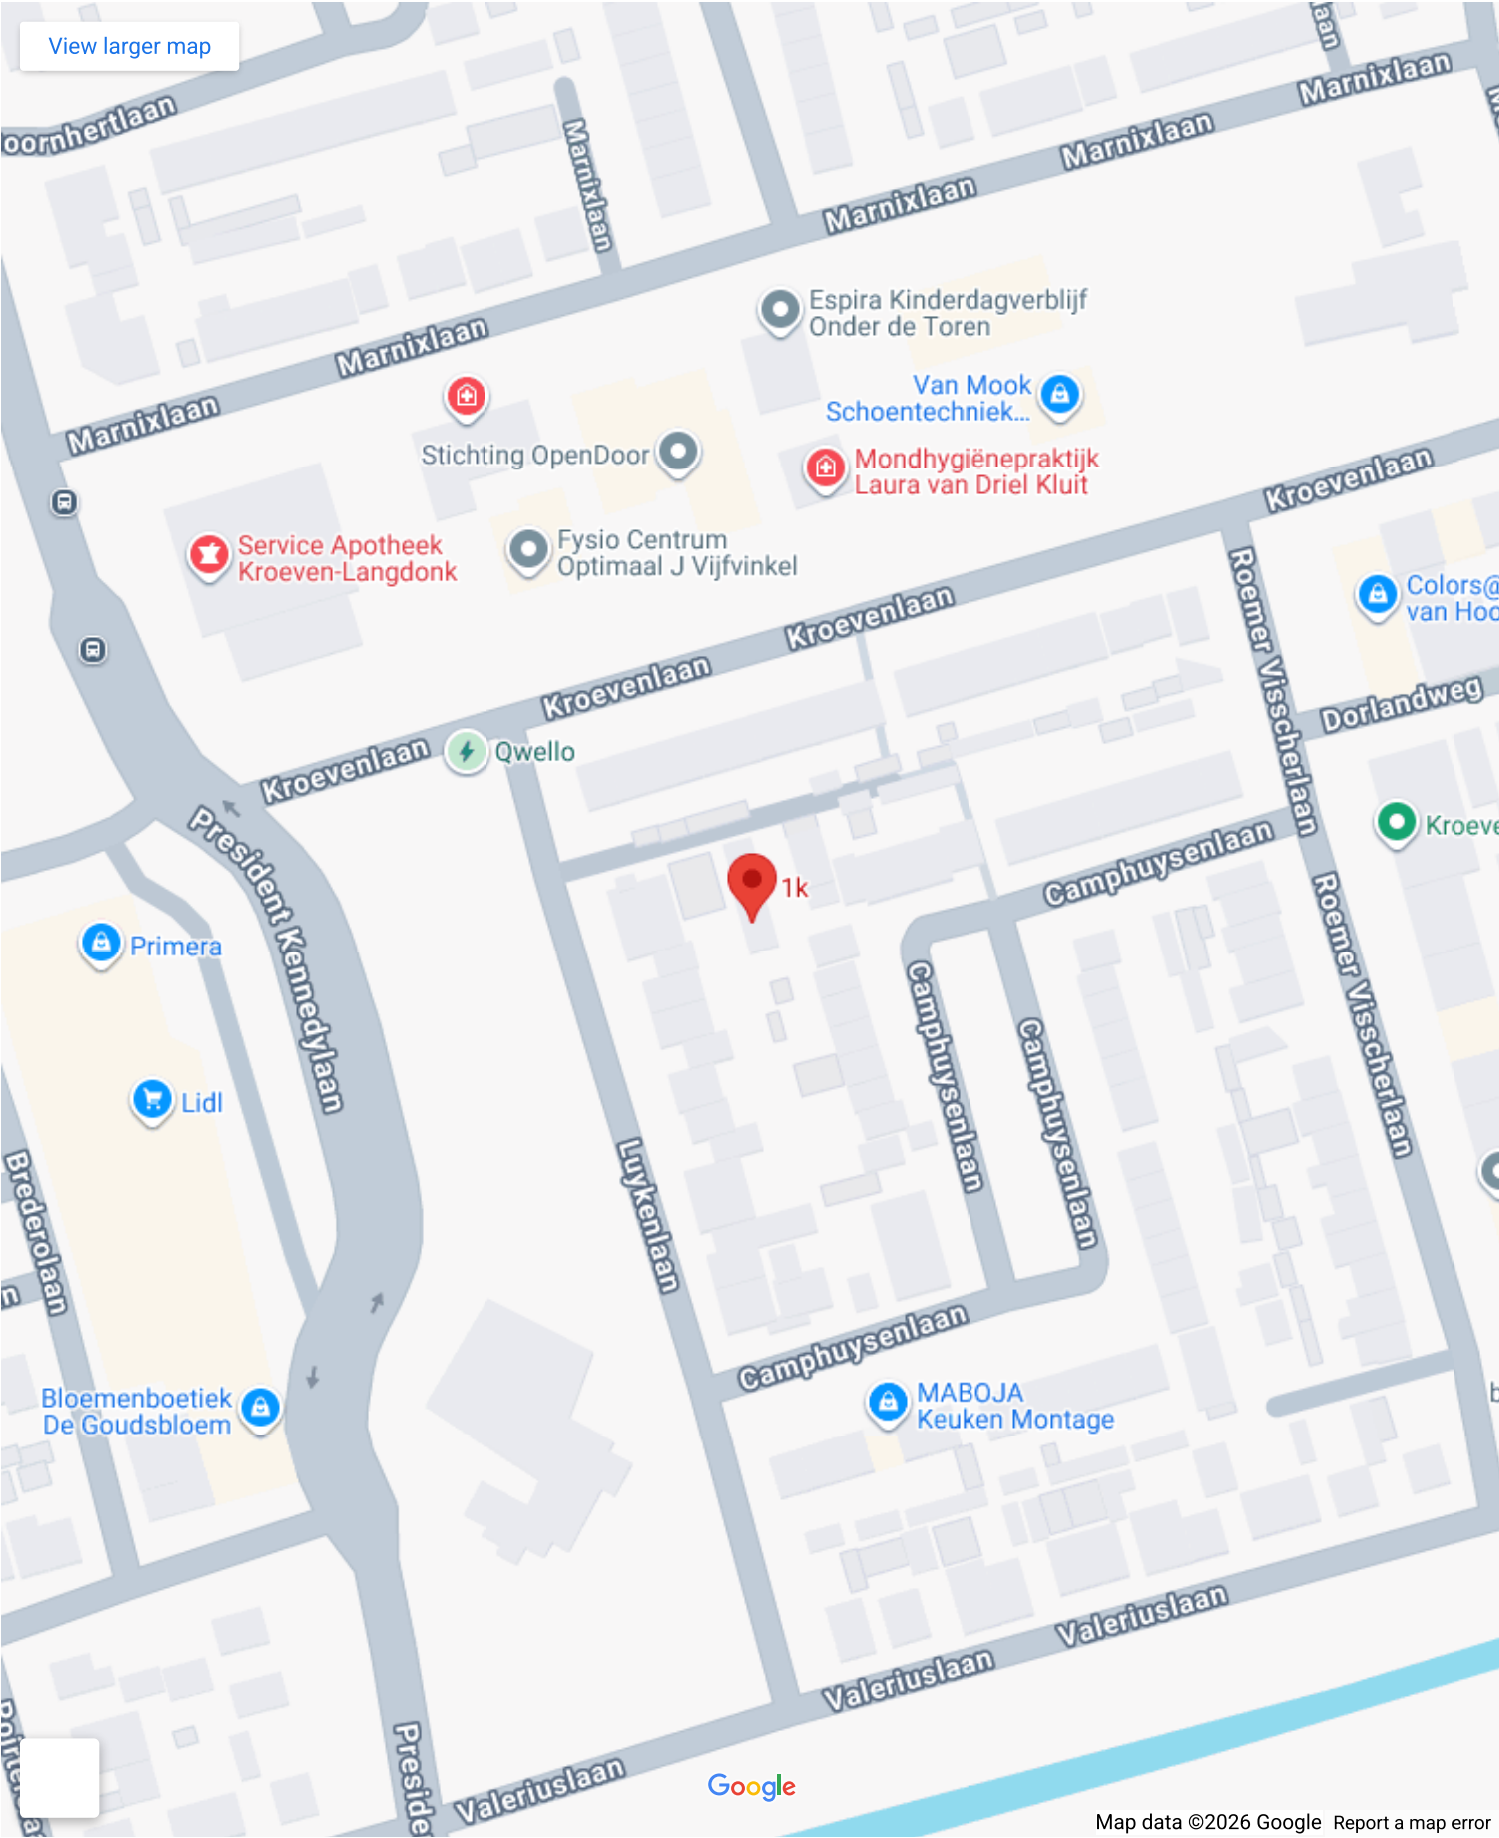 View larger map
oornhertlaan
Marnixlaan
Marnixlaan
Marnixlaan
Marnixlaan
aan
Marnixlaan
Marnixlaan
Espira Kinderdagverblijf
Onder de Toren
Van Mook
Schoentechniek...
Stichting OpenDoor
Mondhygiënepraktijk
Laura van Driel Kluit
Service Apotheek
Kroeven-Langdonk
Fysio Centrum
Optimaal J Vijfvinkel
Kroevenlaan
Kroevenlaan
Kroevenlaan
Kroevenlaan
Qwello
Roemer Visscherlaan
Colors@
van Hoo
Dorlandweg
Kroeve
President Kennedylaan
1k
Camphuysenlaan
Roemer Visscherlaan
Primera
Lidl
Camphuysenlaan
Camphuysenlaan
Brederolaan
n
Luykenlaan
Camphuysenlaan
Bloemenboetiek
De Goudsbloem
MABOJA
Keuken Montage
b
Valeriuslaan
Valeriuslaan
Valeriuslaan
Preside
Google
Map data ©2026 Google
Report a map error